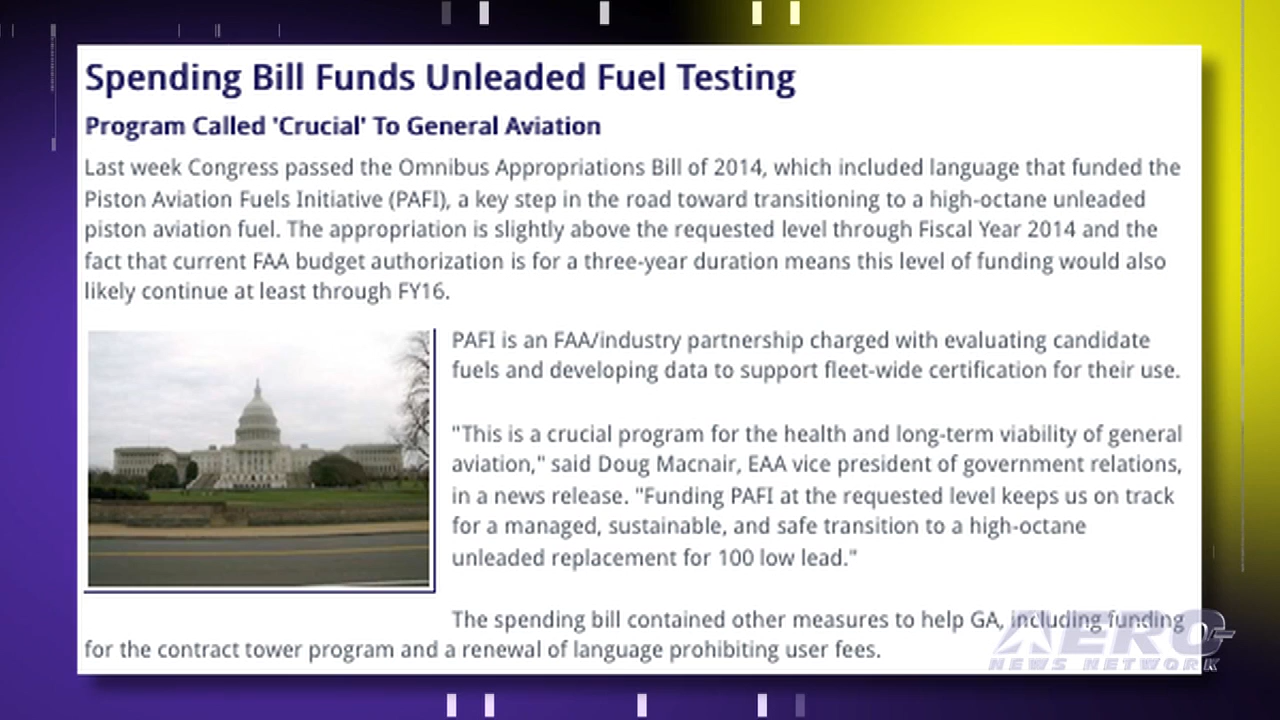 Spending Bill Funds Unleaded Fuel Testing
Program Called 'Crucial' To General Aviation
Last week Congress passed the Omnibus Appropriations Bill of 2014, which included language that funded the
Piston Aviation Fuels Initiative (PAFI), a key step in the road toward transitioning to a high-octane unleaded
piston aviation fuel. The appropriation is slightly above the requested level through Fiscal Year 2014 and the
fact that current FAA budget authorization is for a three-year duration means this level of funding would also
likely continue at least through FY16.
PAFI is an FAA/industry partnership charged with evaluating candidate
fuels and developing data to support fleet-wide certification for their use.
"This is a crucial program for the health and long-term viability of general
aviation," said Doug Macnair, EAA vice president of government relations,
in a news release. "Funding PAFI at the requested level keeps us on track
for a managed, sustainable, and safe transition to a high-octane
unleaded replacement for 100 low lead."
The spending bill contained other measures to help GA, including funding
for the contract tower program and a renewal of language prohibiting user fees.
AERO
NEWS NETWORK